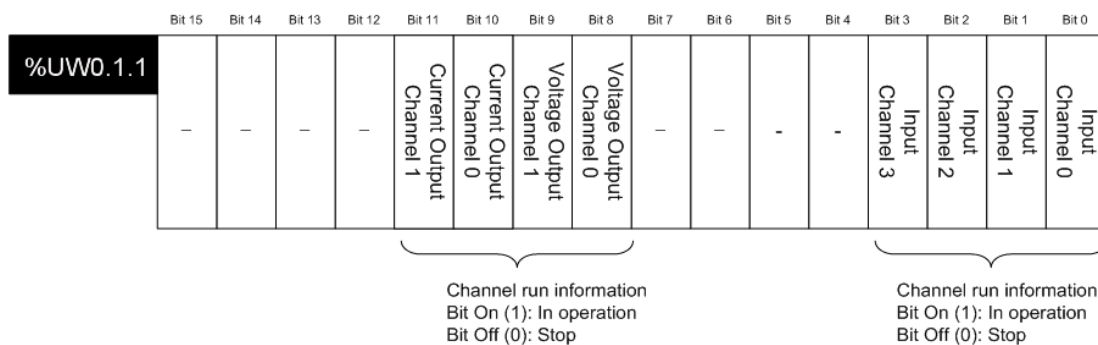 Bit 15 Bit 14 Bit 13 Bit 12 Bit 11 Bit 10 Bit 9 Bit 8 Bit 7 Bit 6 Bit 5 Bit 4 Bit 3 Bit 2 Bit 1 Bit 0
%UW0.1.1
–
–
–
–
Current Output
Channel 1
Current Output
Channel 0
Voltage Output
Channel 1
Voltage Output
Channel 0
–
–
-
-
Input
Channel 3
Input
Channel 2
Input
Channel 1
Input
Channel 0
Channel run information
Bit On (1): In operation
Bit Off (0): Stop
Channel run information
Bit On (1): In operation
Bit Off (0): Stop